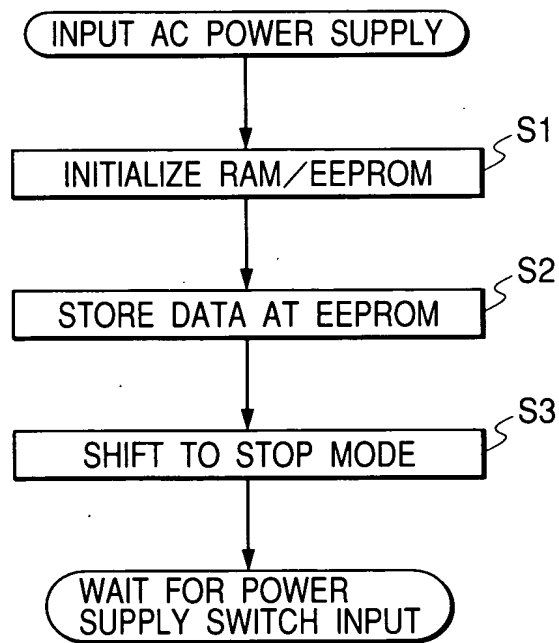 INPUT AC POWER SUPPLY
S1
INITIALIZE RAM/EEPROM
S2
STORE DATA AT EEPROM
S3
SHIFT TO STOP MODE
WAIT FOR POWER
SUPPLY SWITCH INPUT